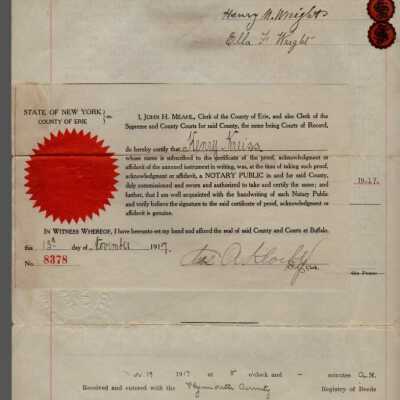 Henry N. Wright
Ella F. Wright
STATE OF NEW YORK
COUNTY OF ERIE
I, JOHN H. MEAHL, Clerk of the County of Erie, and also Clerk of the
Supreme and County Courts for said County, the same being Courts of Record,
do hereby certify that Henry Kreiss
whose name is subscribed to the certificate of the proof, acknowledgment or
affidavit of the annexed instrument in writing, was, at the time of taking such proof,
acknowledgment or affidavit, a NOTARY PUBLIC in and for said County,
duly commissioned and sworn and authorized to take and certify the same; and
further, that I am well acquainted with the handwriting of such Notary Public
and verily believe the signature to the said certificate of proof, acknowledgment or
affidavit is genuine.
1917.
IN WITNESS WHEREOF, I have hereunto set my hand and affixed the seal of said County and Courts at Buffalo,
this 13th day of November 1917
No. 8378
Clerk.
the Peace
Nov. 19 1917 at 8 o'clock and - minutes A.M.
Received and entered with the Plymouth County Registry of Deeds